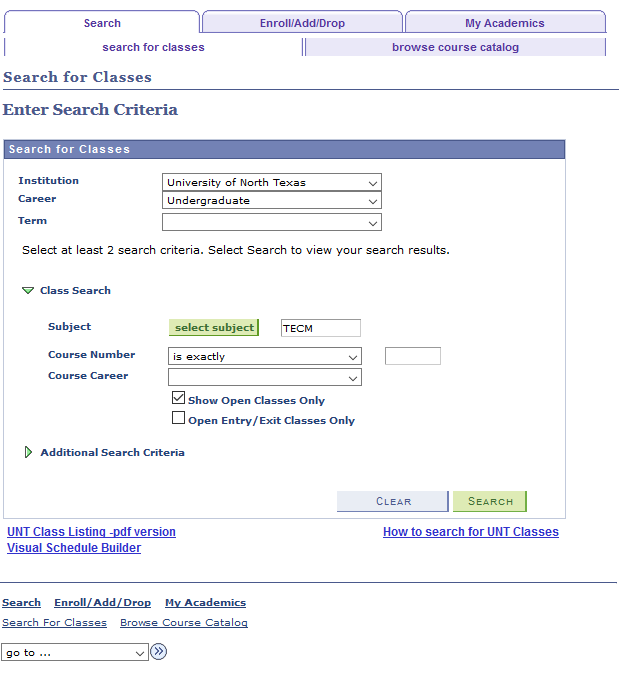 Search Enroll/Add/Drop My Academics
search for classes browse course catalog
Search for Classes
Enter Search Criteria
Search for Classes
Institution University of North Texas
Career Undergraduate
Term
Select at least 2 search criteria. Select Search to view your search results.
Class Search
Subject select subject TECM
Course Number is exactly
Course Career
Show Open Classes Only
Open Entry/Exit Classes Only
Additional Search Criteria
CLEAR SEARCH
UNT Class Listing -pdf version How to search for UNT Classes
Visual Schedule Builder
Search Enroll/Add/Drop My Academics
Search For Classes Browse Course Catalog
go to ...